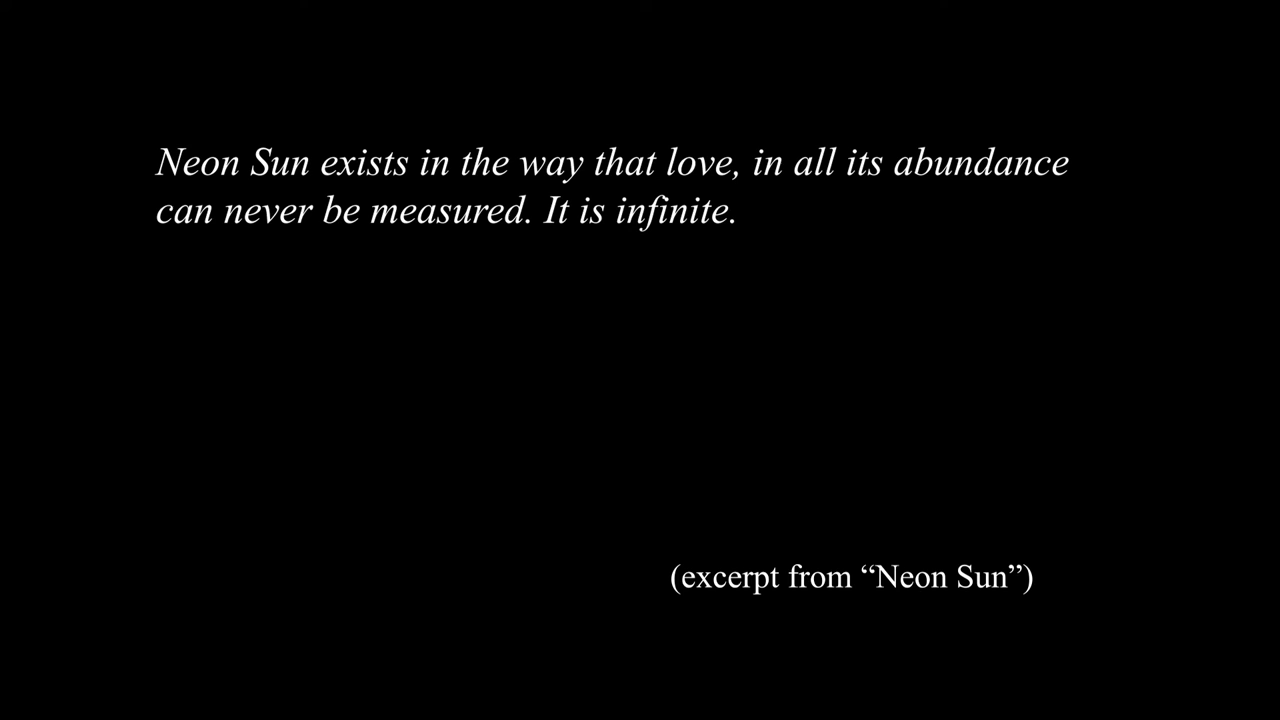 Neon Sun exists in the way that love, in all its abundance
can never be measured. It is infinite.
(excerpt from “Neon Sun”)